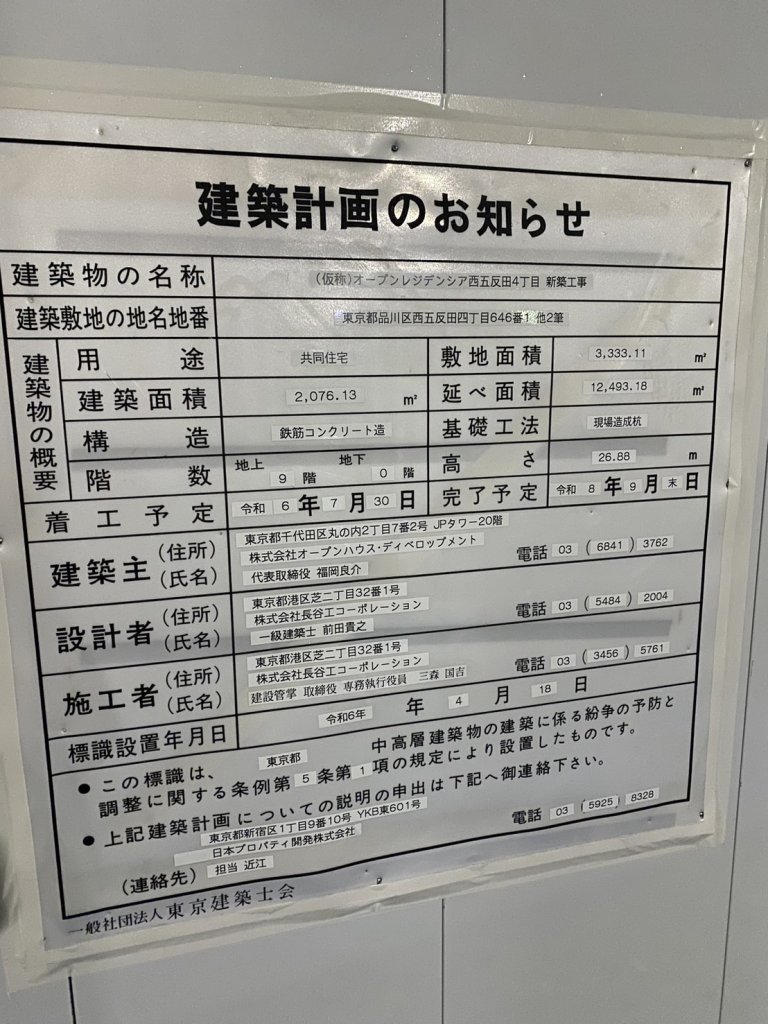 建築計画のお知らせ
建築物の名称 (仮称)オープンレジデンシア西五反田4丁目 新築工事
建築敷地の地名地番 東京都品川区西五反田四丁目646番1 他2筆
建築物の概要
用途 共同住宅 敷地面積 3,333.11 m²
建築面積 2,076.13 m² 延べ面積 12,493.18 m²
構造 鉄筋コンクリート造 基礎工法 現場造成杭
階数 地上 9 階 地下 0 階 高さ 26.88 m
着工予定 令和 6 年 7 月 30 日 完了予定 令和 8 年 9 月 末 日
建築主 (住所) (氏名)
東京都千代田区丸の内2丁目7番2号 JPタワー20階
株式会社オープンハウス・ディベロップメント
代表取締役 福岡良介
電話 03 (6841) 3762
設計者 (住所) (氏名)
東京都港区芝二丁目32番1号
株式会社長谷工コーポレーション
一級建築士 前田貴之
電話 03 (5484) 2004
施工者 (住所) (氏名)
東京都港区芝二丁目32番1号
株式会社長谷工コーポレーション
建設管掌 取締役 専務執行役員 三森 国吉
電話 03 (3456) 5761
標識設置年月日 令和6年 年 4 月 18 日
●この標識は、東京都 中高層建築物の建築に係る紛争の予防と
調整に関する条例第 5 条第 1 項の規定により設置したものです。
●上記建築計画についての説明の申出は下記へ御連絡下さい。
東京都新宿区1丁目9番10号 YKB東601号
日本プロパティ開発株式会社
(連絡先) 担当 近江
電話 03 (5925) 8328
一般社団法人東京建築士会